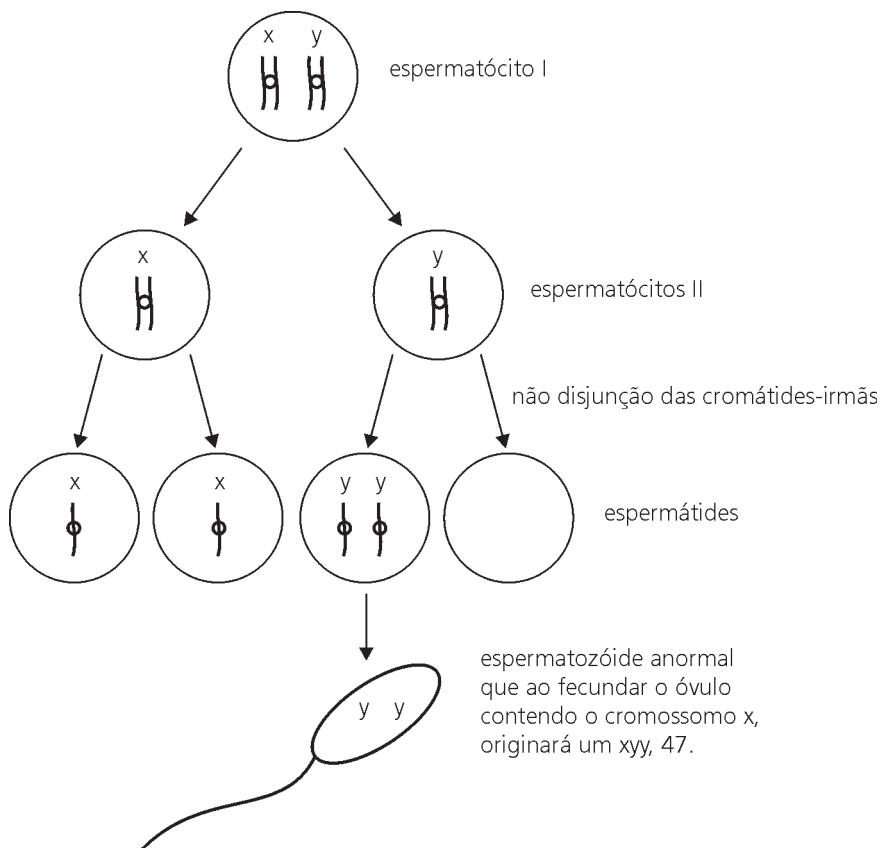 x y
espermatócito I
x
y
espermatócitos II
não disjunção das cromátides-irmãs
x
x
y y
espermátides
espermatozóide anormal
que ao fecundar o óvulo
contendo o cromossomo x,
originará um xyy, 47.
y y